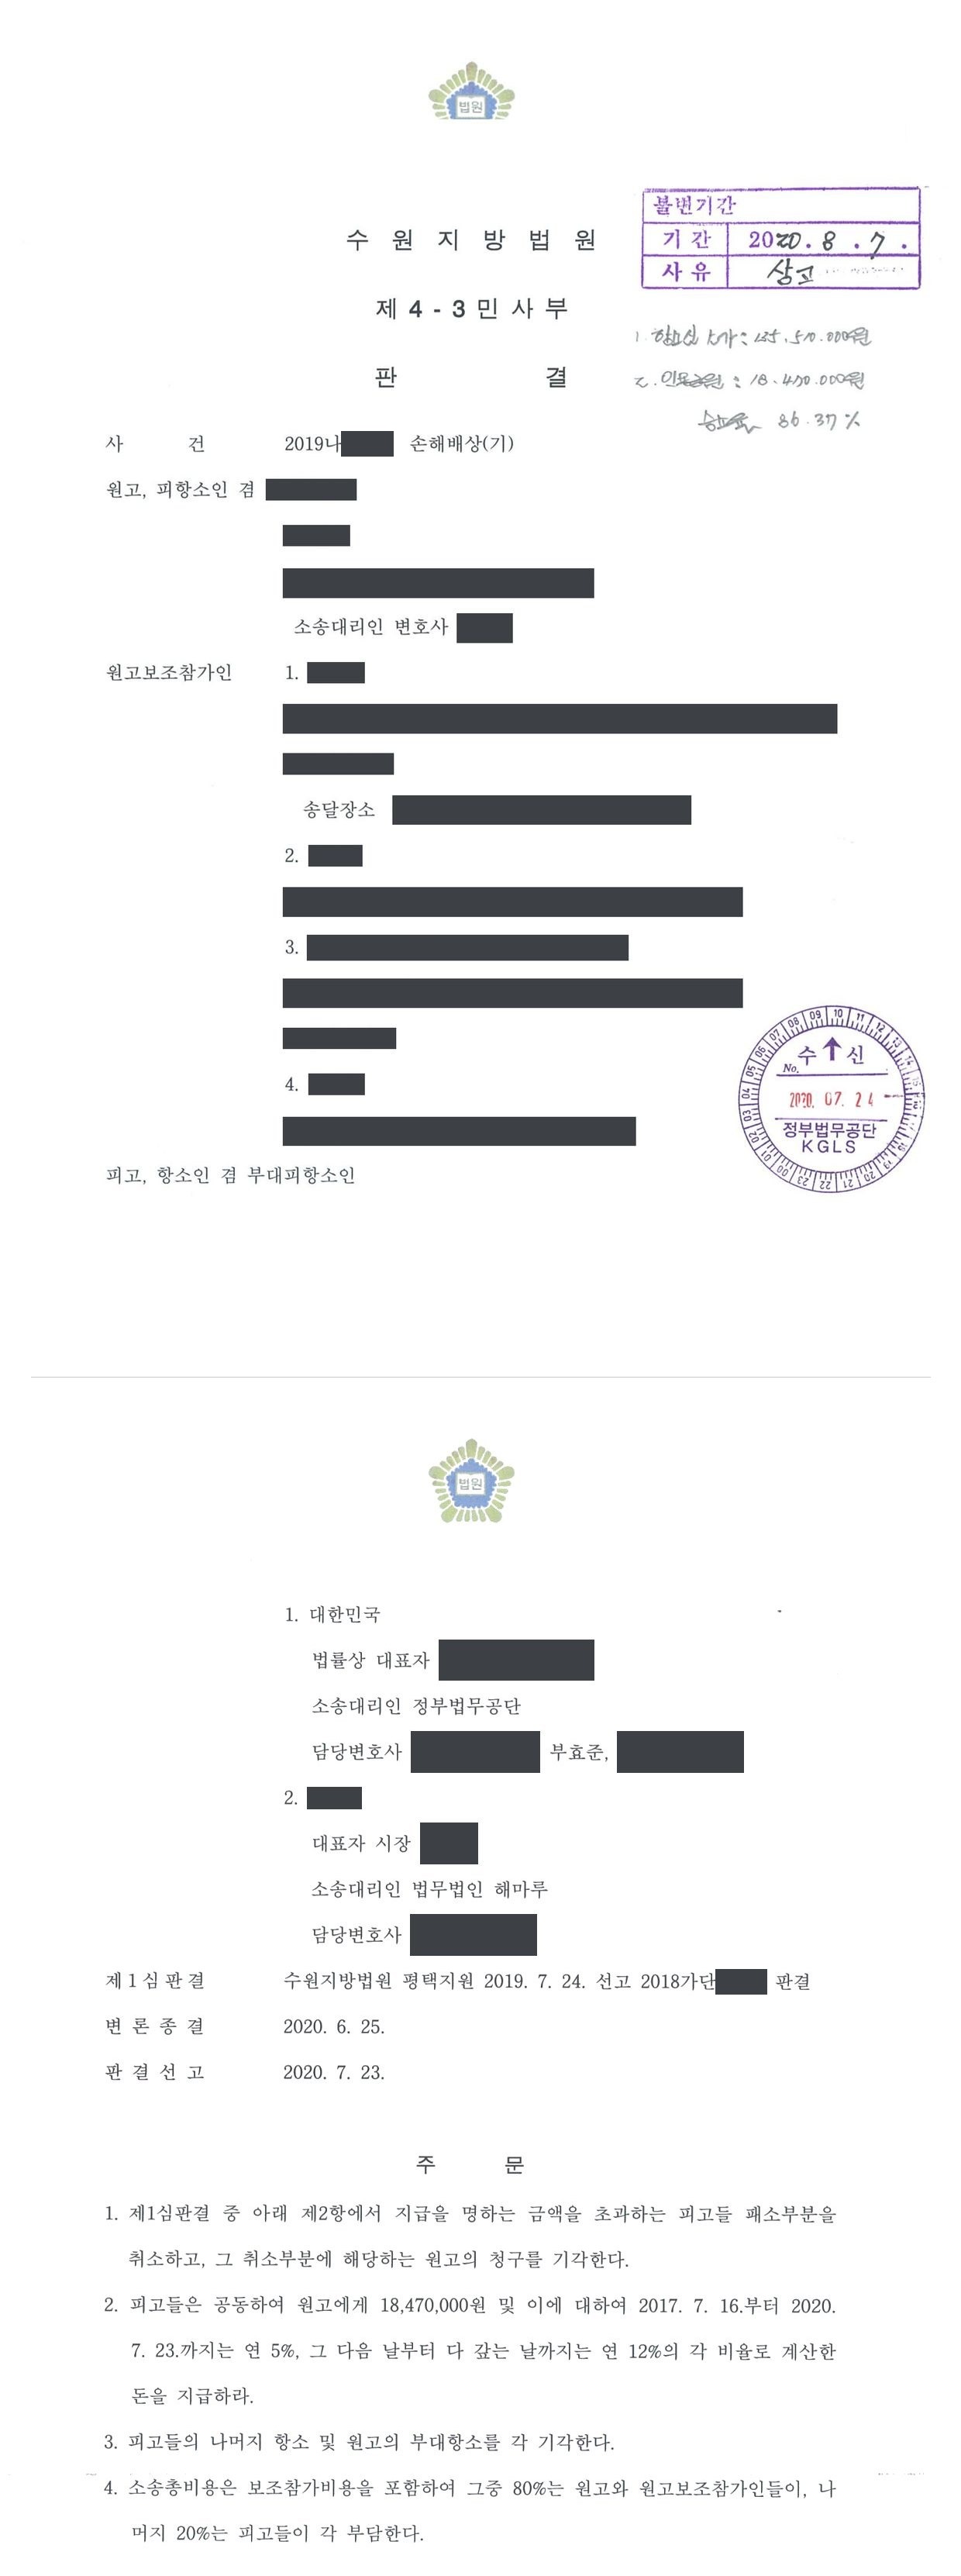 법원
불변기간
기간 2020. 8. 7.
사유 상고
수원지방법원
제4-3민사부
판 결
1. 항소심 소가 : 135,510,000원
2. 인용금원 : 18,470,000원
승소율 86.37%
사 건 2019나 손해배상(기)
원고, 피항소인 겸
소송대리인 변호사
원고보조참가인 1.
송달장소
2.
3.
4.
수 신
No.
2020. 07. 24
정부법무공단
KGLS
피고, 항소인 겸 부대피항소인
법원
1. 대한민국
법률상 대표자
소송대리인 정부법무공단
담당변호사 부효준,
2.
대표자 시장
소송대리인 법무법인 해마루
담당변호사
제1심판결 수원지방법원 평택지원 2019. 7. 24. 선고 2018가단 판결
변론종결 2020. 6. 25.
판결선고 2020. 7. 23.
주 문
1. 제1심판결 중 아래 제2항에서 지급을 명하는 금액을 초과하는 피고들 패소부분을
취소하고, 그 취소부분에 해당하는 원고의 청구를 기각한다.
2. 피고들은 공동하여 원고에게 18,470,000원 및 이에 대하여 2017. 7. 16.부터 2020.
7. 23.까지는 연 5%, 그 다음 날부터 다 갚는 날까지는 연 12%의 각 비율로 계산한
돈을 지급하라.
3. 피고들의 나머지 항소 및 원고의 부대항소를 각 기각한다.
4. 소송총비용은 보조참가비용을 포함하여 그중 80%는 원고와 원고보조참가인들이, 나
머지 20%는 피고들이 각 부담한다.